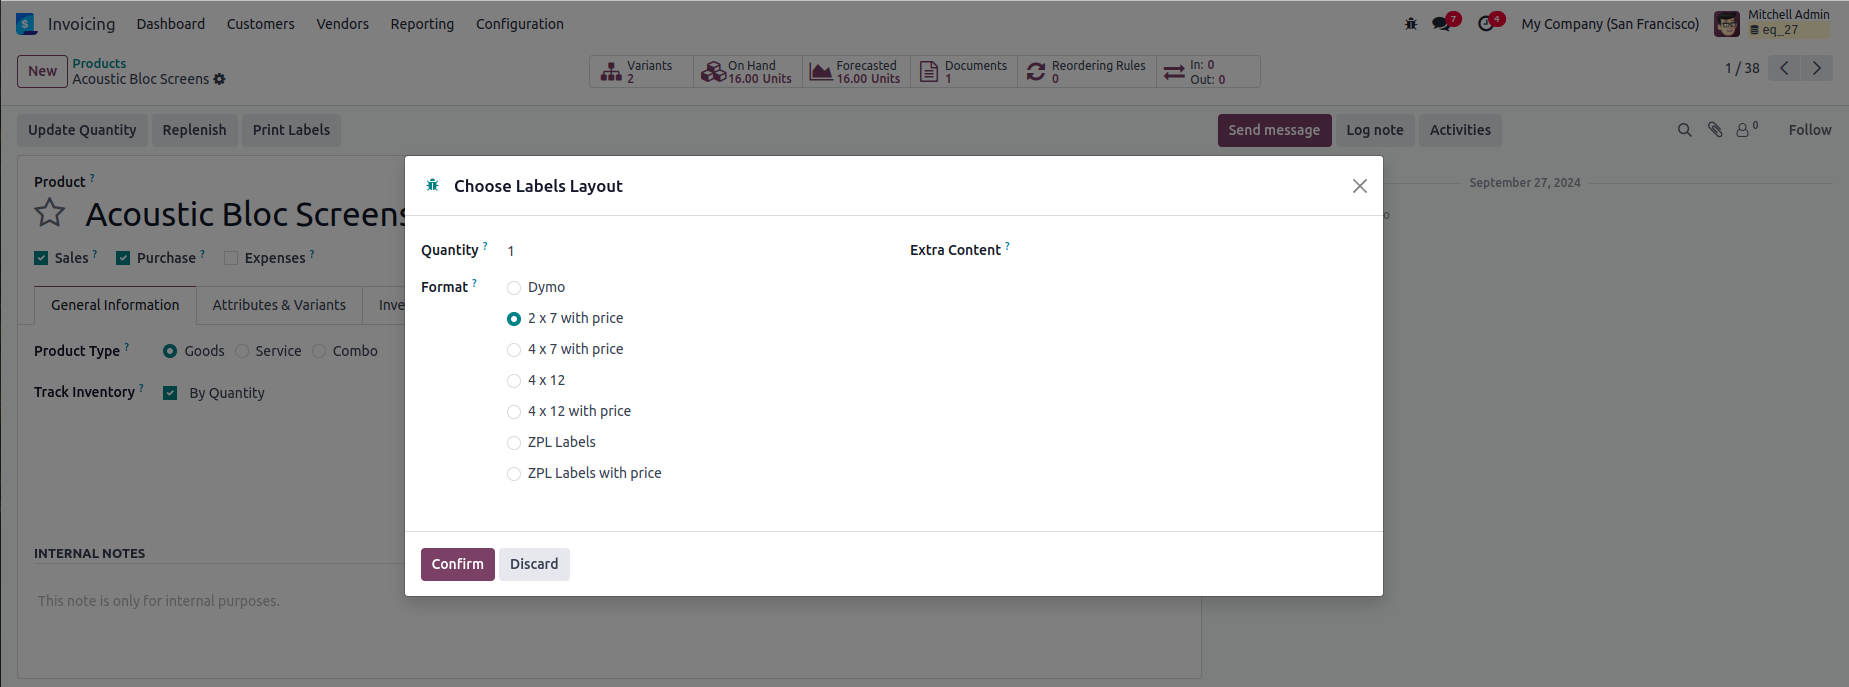 Invoicing Dashboard Customers Vendors Reporting Configuration 7 4 My Company (San Francisco) Mitchell Admin
eq_27
New Products
Acoustic Bloc Screens
Variants
2
On Hand
16.00 Units
Forecasted
16.00 Units
Documents
1
Reordering Rules
0
In: 0
Out: 0
1 / 38
Update Quantity Replenish Print Labels Send message Log note Activities 0 Follow
Product ?
Acoustic Bloc Screens
Sales ? Purchase ? Expenses ?
General Information Attributes & Variants Inve
Product Type ? Goods Service Combo
Track Inventory ? By Quantity
INTERNAL NOTES
This note is only for internal purposes.
September 27, 2024
Choose Labels Layout
Quantity ? 1
Extra Content ?
Format ? Dymo
2 x 7 with price
4 x 7 with price
4 x 12
4 x 12 with price
ZPL Labels
ZPL Labels with price
Confirm Discard